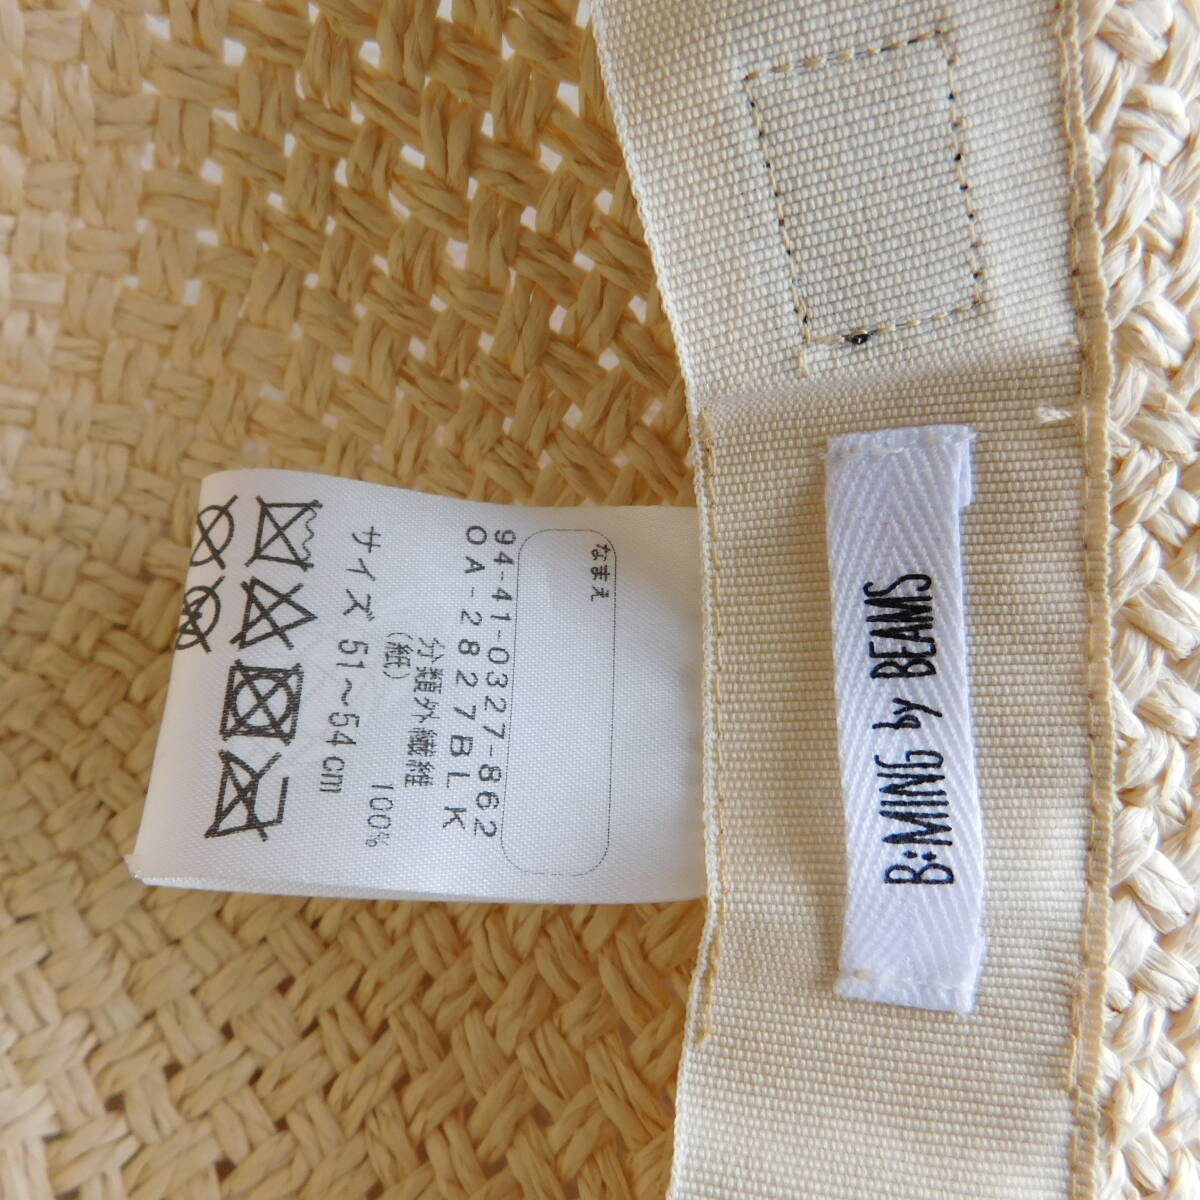 なまえ
94-41-0327-862
OA-2827BLK
分類外繊維
(紙)
100%
サイズ 51~54cm
B:MING by BEAMS